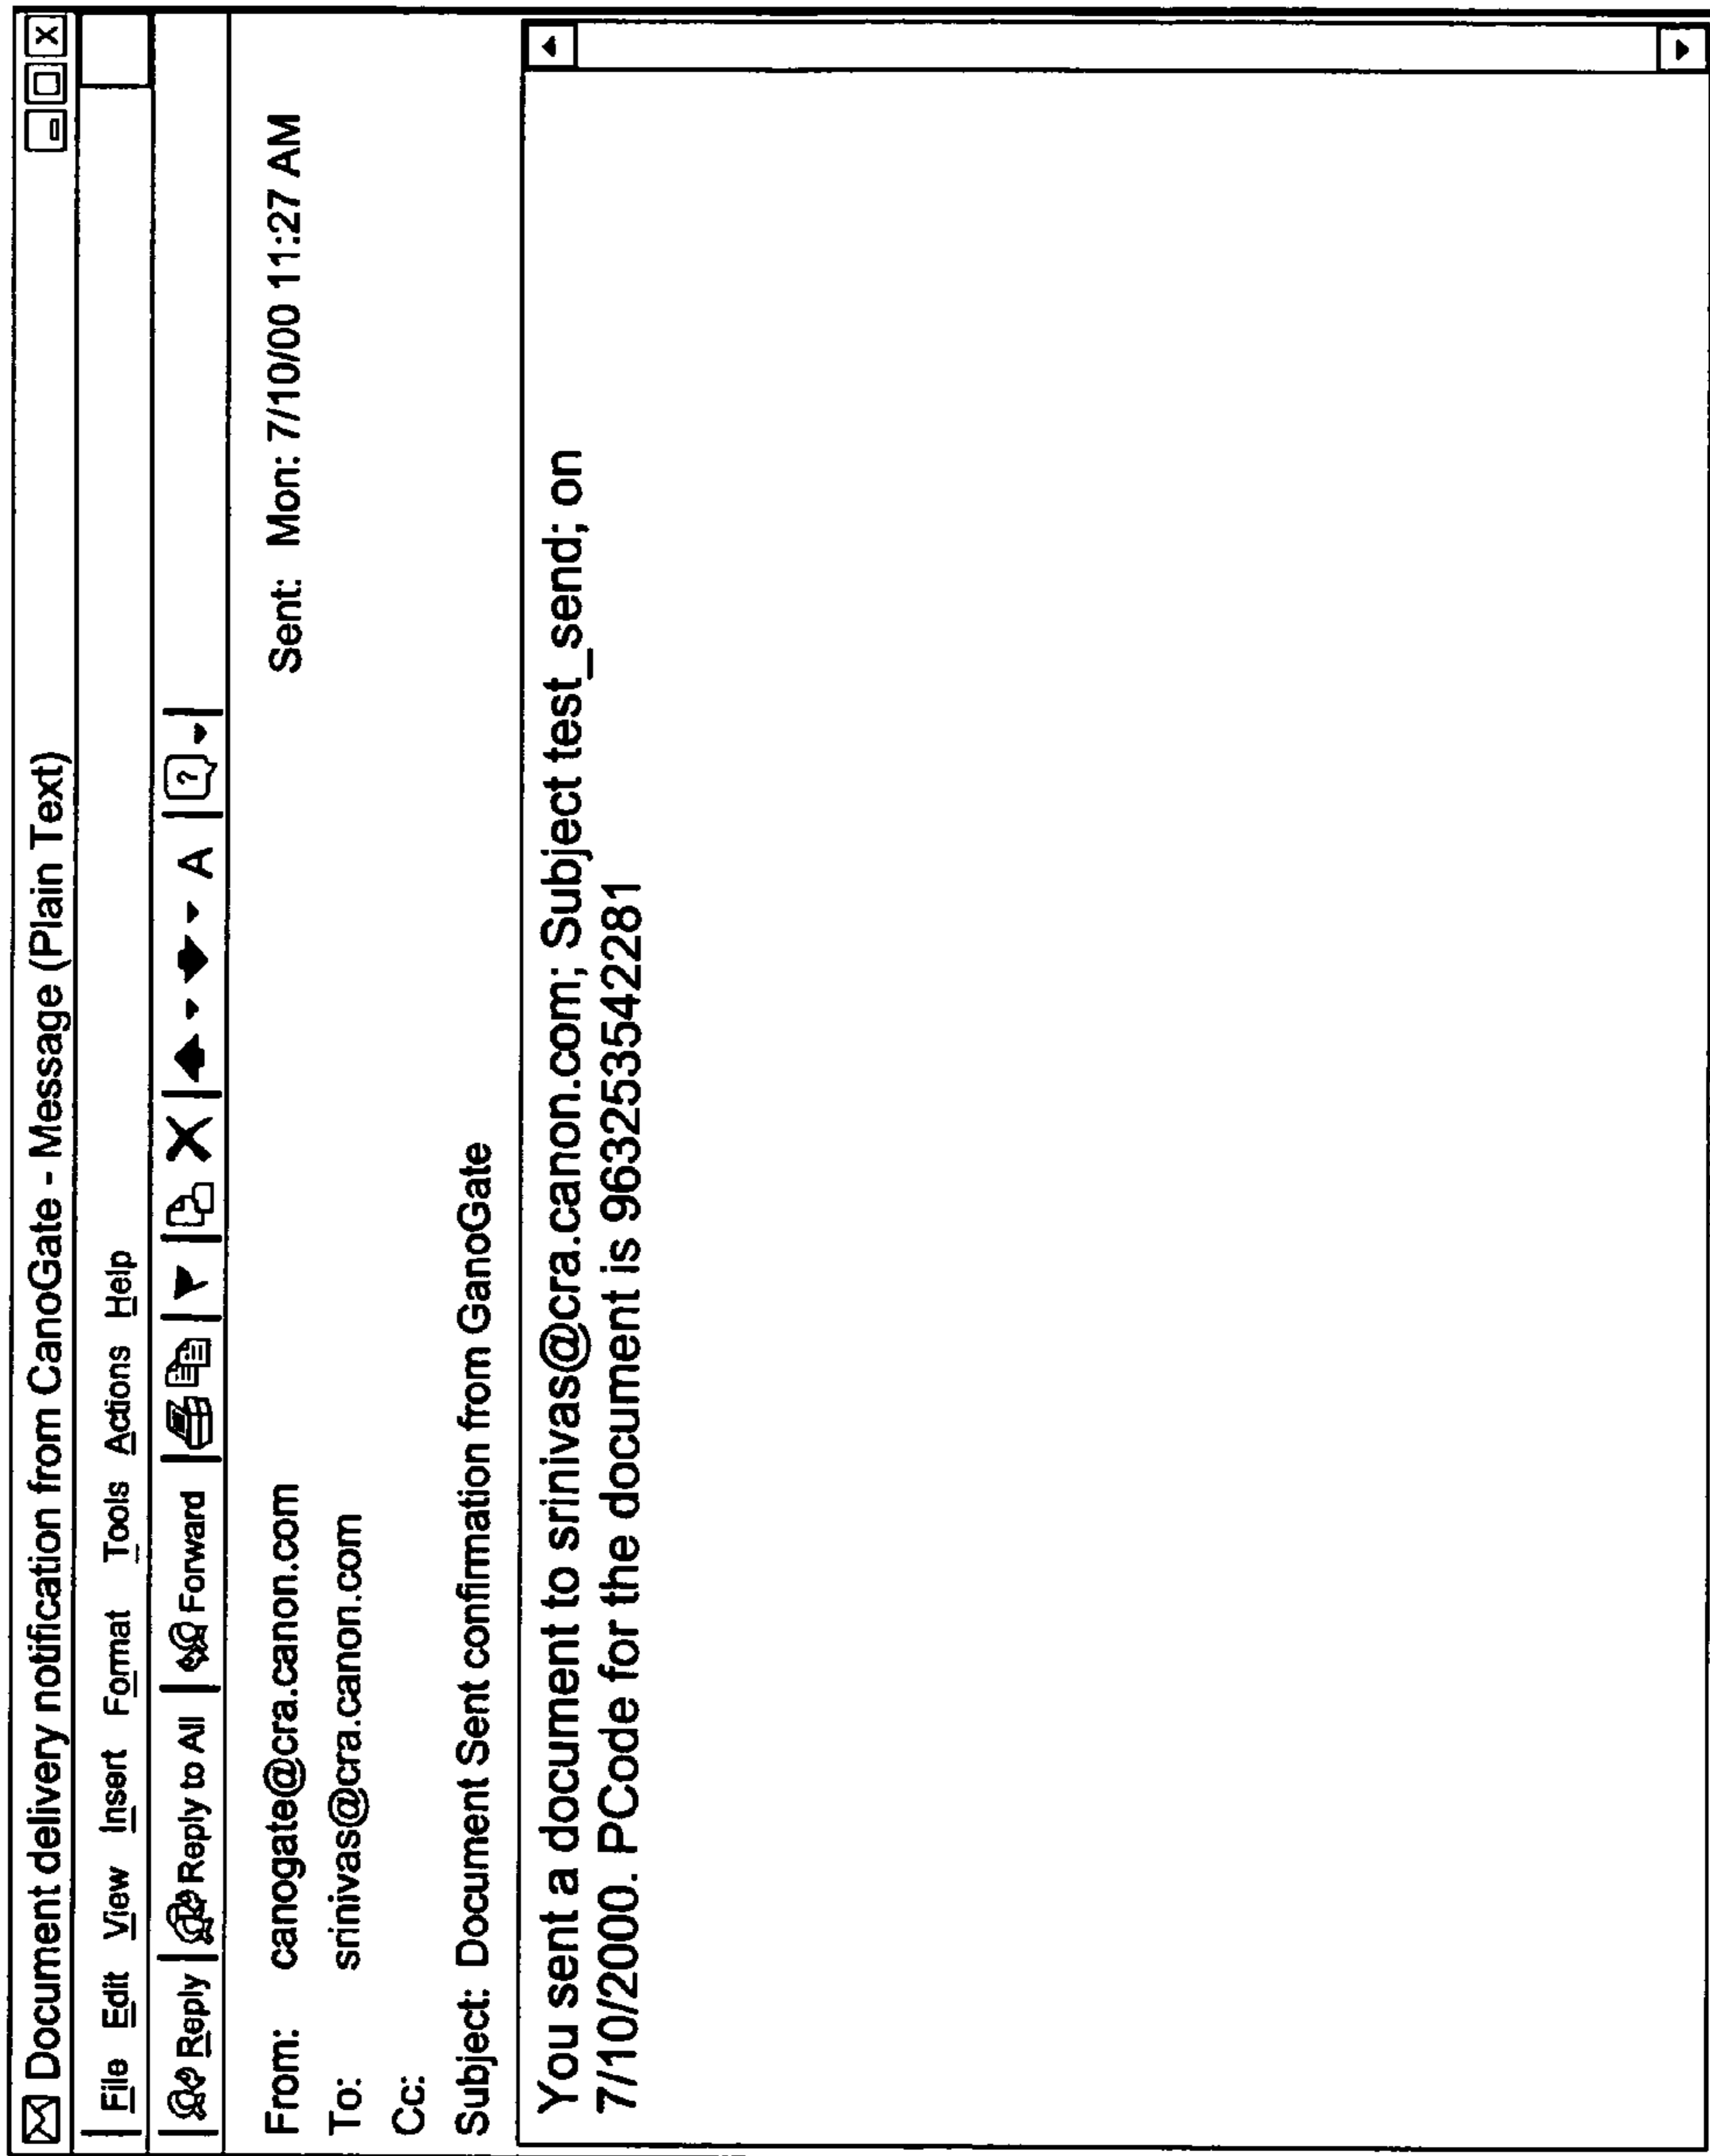 Document delivery notification from CanoGate - Message (Plain Text)
File Edit View Insert Format Tools Actions Help
Reply Reply to All Forward A ?
From: canogate@cra.canon.com Sent: Mon: 7/10/00 11:27 AM
To: srinivas@cra.canon.com
Cc:
Subject: Document Sent confirmation from GanoGate
You sent a document to srinivas@cra.canon.com; Subject test_send; on
7/10/2000. PCode for the document is 963253542281